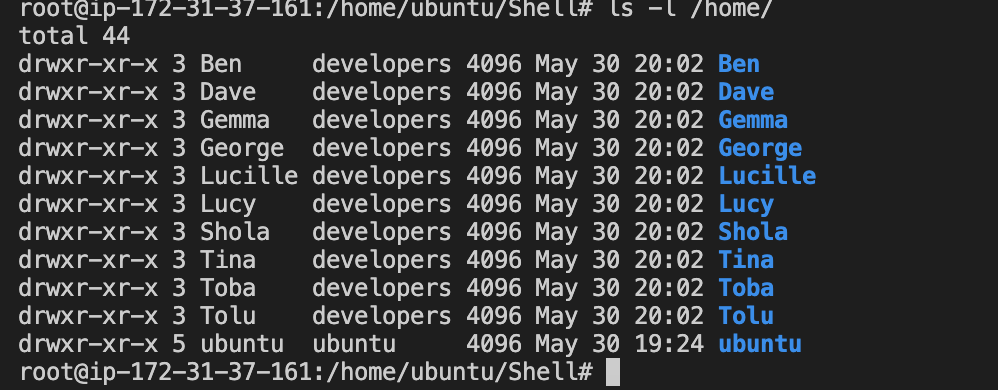 root@ip-172-31-37-161:/home/ubuntu/Shell# ls -l /home/
total 44
drwxr-xr-x 3 Ben     developers 4096 May 30 20:02 Ben
drwxr-xr-x 3 Dave    developers 4096 May 30 20:02 Dave
drwxr-xr-x 3 Gemma   developers 4096 May 30 20:02 Gemma
drwxr-xr-x 3 George  developers 4096 May 30 20:02 George
drwxr-xr-x 3 Lucille developers 4096 May 30 20:02 Lucille
drwxr-xr-x 3 Lucy    developers 4096 May 30 20:02 Lucy
drwxr-xr-x 3 Shola   developers 4096 May 30 20:02 Shola
drwxr-xr-x 3 Tina    developers 4096 May 30 20:02 Tina
drwxr-xr-x 3 Toba    developers 4096 May 30 20:02 Toba
drwxr-xr-x 3 Tolu    developers 4096 May 30 20:02 Tolu
drwxr-xr-x 5 ubuntu  ubuntu     4096 May 30 19:24 ubuntu
root@ip-172-31-37-161:/home/ubuntu/Shell#